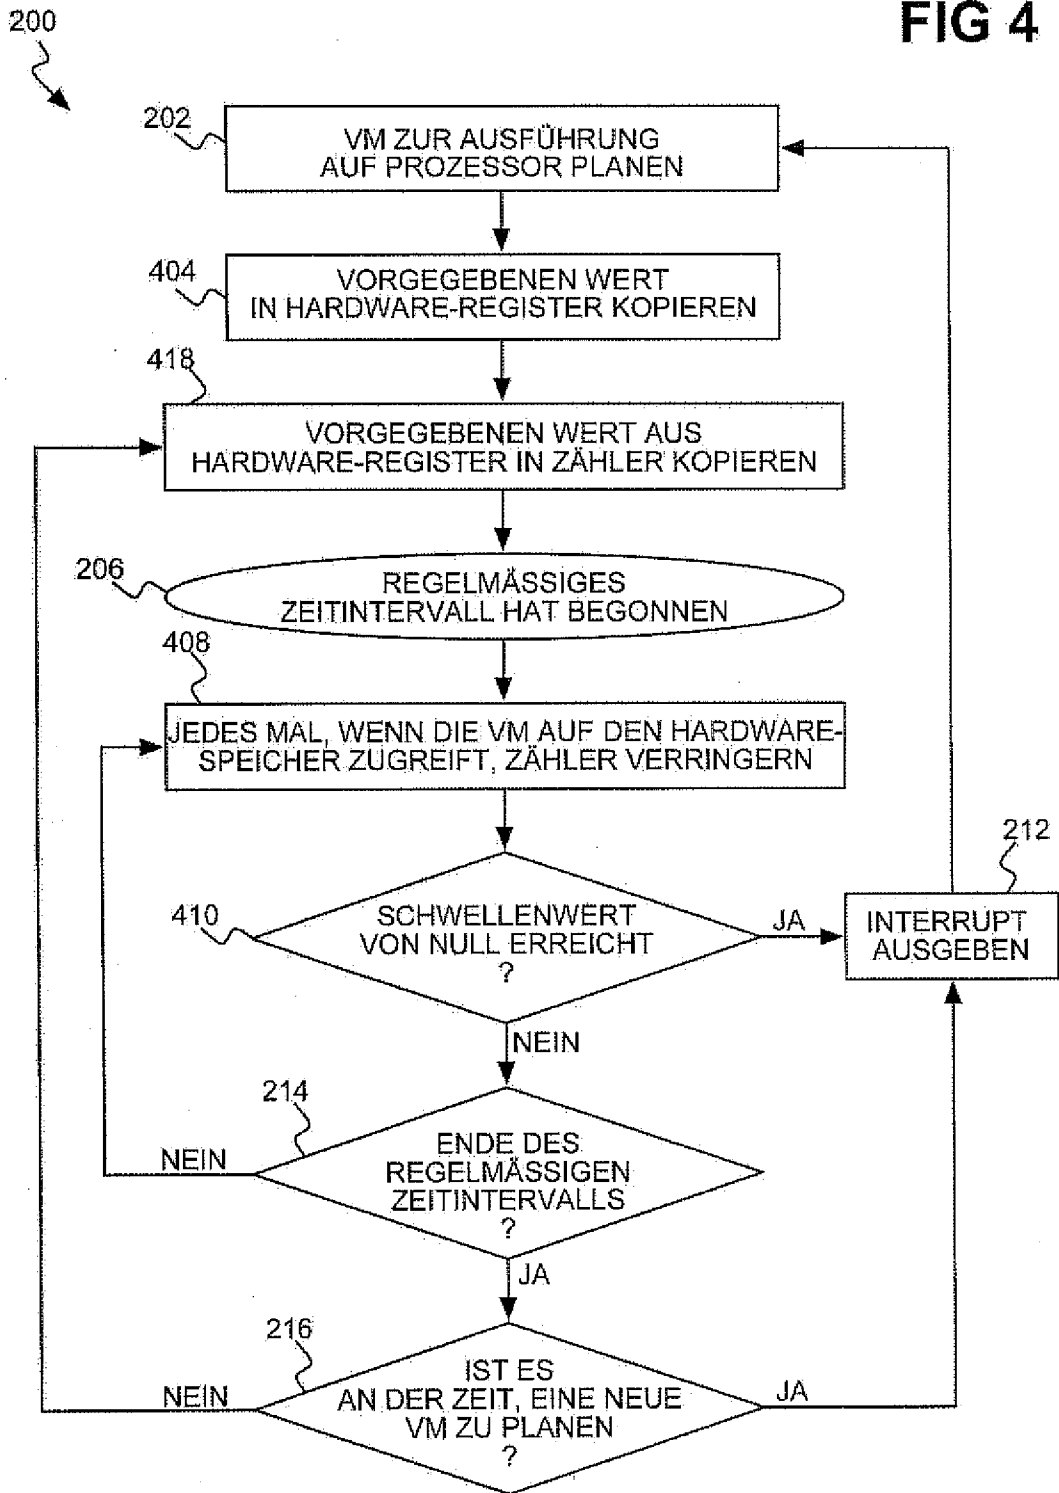 FIG 4
200
202
VM ZUR AUSFÜHRUNG
AUF PROZESSOR PLANEN
404
VORGEGEBENEN WERT
IN HARDWARE-REGISTER KOPIEREN
418
VORGEGEBENEN WERT AUS
HARDWARE-REGISTER IN ZÄHLER KOPIEREN
206
REGELMÄSSIGES
ZEITINTERVALL HAT BEGONNEN
408
JEDES MAL, WENN DIE VM AUF DEN HARDWARE-
SPEICHER ZUGREIFT, ZÄHLER VERRINGERN
410
SCHWELLENWERT
VON NULL ERREICHT
?
JA
212
INTERRUPT
AUSGEBEN
NEIN
214
ENDE DES
REGELMÄSSIGEN
ZEITINTERVALLS
?
NEIN
JA
216
IST ES
AN DER ZEIT, EINE NEUE
VM ZU PLANEN
?
NEIN
JA